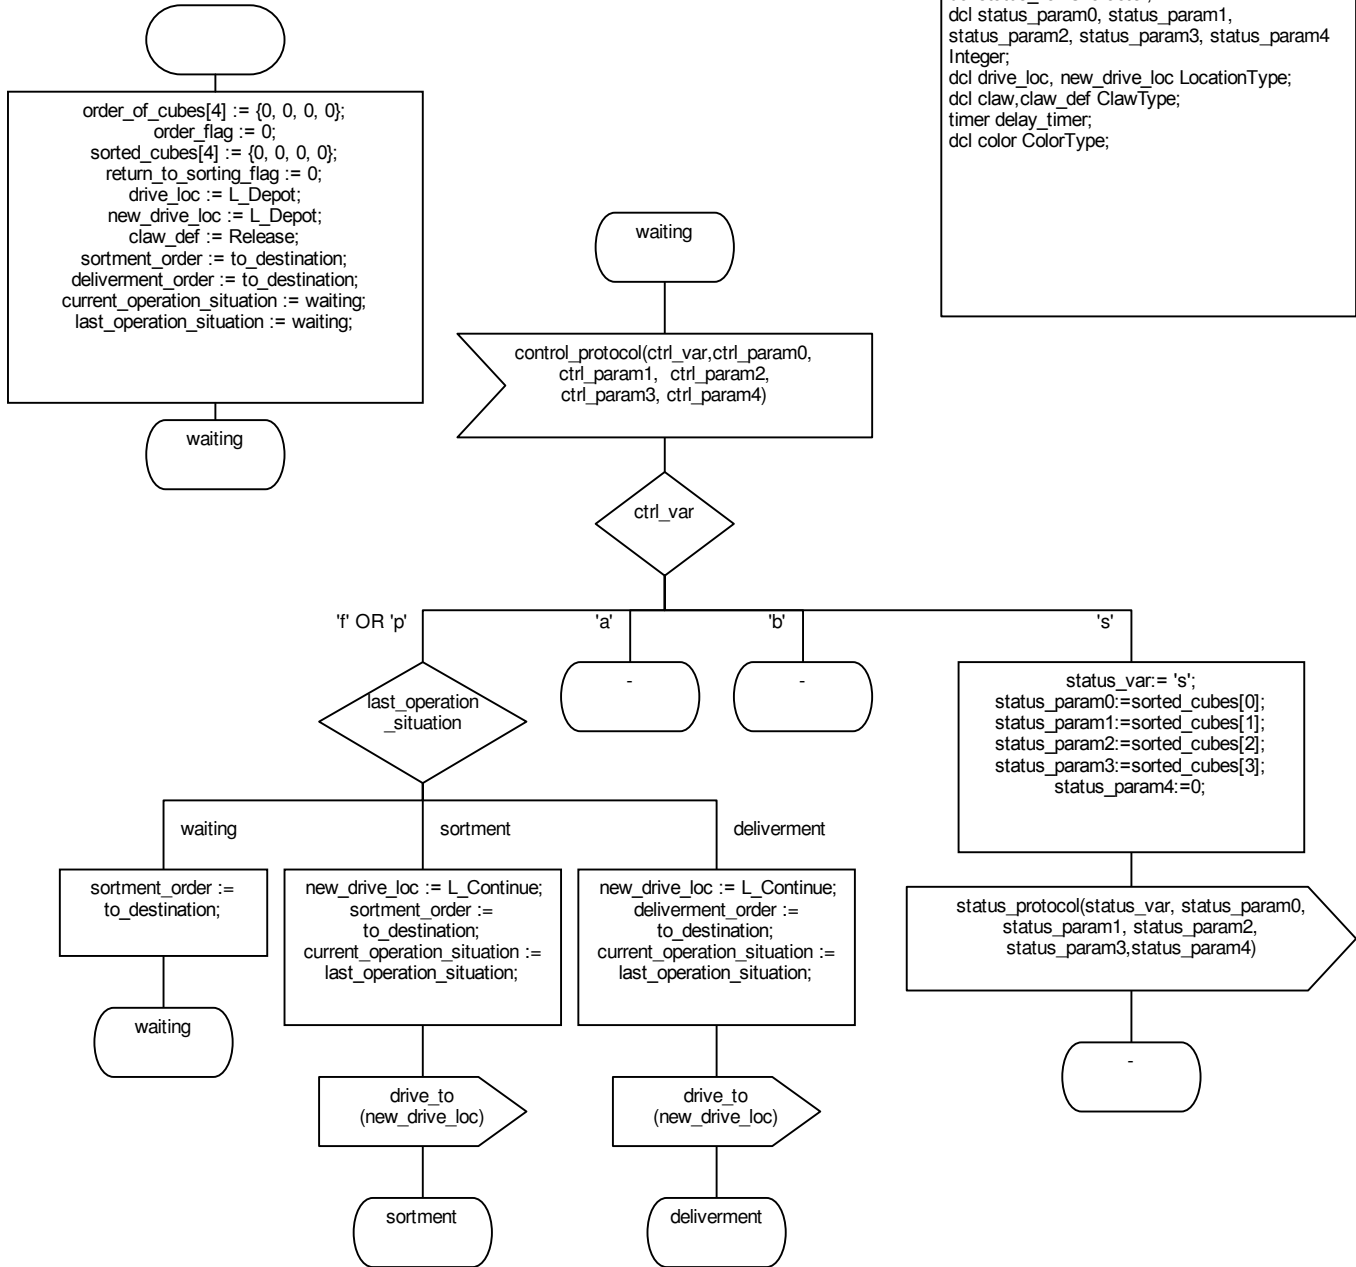 dcl status_param0, status_param1,
status_param2, status_param3, status_param4
Integer;
dcl drive_loc, new_drive_loc LocationType;
dcl claw,claw_def ClawType;
timer delay_timer;
dcl color ColorType;
order_of_cubes[4] := {0, 0, 0, 0};
order_flag := 0;
sorted_cubes[4] := {0, 0, 0, 0};
return_to_sorting_flag := 0;
drive_loc := L_Depot;
new_drive_loc := L_Depot;
claw_def := Release;
sortment_order := to_destination;
deliverment_order := to_destination;
current_operation_situation := waiting;
last_operation_situation := waiting;
waiting
waiting
control_protocol(ctrl_var,ctrl_param0,
ctrl_param1, ctrl_param2,
ctrl_param3, ctrl_param4)
ctrl_var
'f' OR 'p'
'a'
'b'
's'
last_operation
_situation
-
-
status_var:= 's';
status_param0:=sorted_cubes[0];
status_param1:=sorted_cubes[1];
status_param2:=sorted_cubes[2];
status_param3:=sorted_cubes[3];
status_param4:=0;
waiting
sortment
deliverment
sortment_order :=
to_destination;
new_drive_loc := L_Continue;
sortment_order :=
to_destination;
current_operation_situation :=
last_operation_situation;
new_drive_loc := L_Continue;
deliverment_order :=
to_destination;
current_operation_situation :=
last_operation_situation;
status_protocol(status_var, status_param0,
status_param1, status_param2,
status_param3,status_param4)
waiting
-
drive_to
(new_drive_loc)
drive_to
(new_drive_loc)
sortment
deliverment